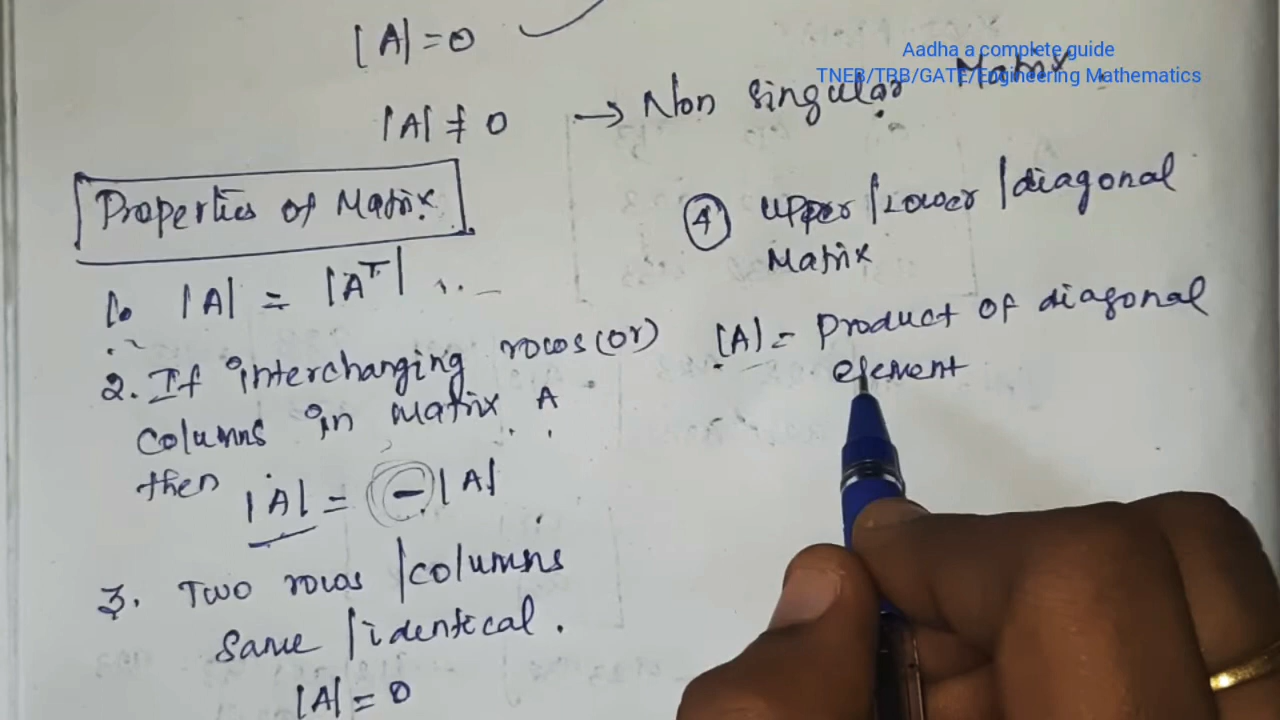 |A| = 0
Aadha a complete guide
TNEB/TRB/GATE/Engineering Mathematics
|A| ≠ 0 → Non singular Matrix.
Properties of Matrix
1. |A| = |Aᵀ|
2. If interchanging rows (or)
columns in matrix A
then |A| = -|A|
3. Two rows / columns
same / identical.
|A| = 0
④ Upper / Lower / diagonal
Matrix
|A| = Product of diagonal
element